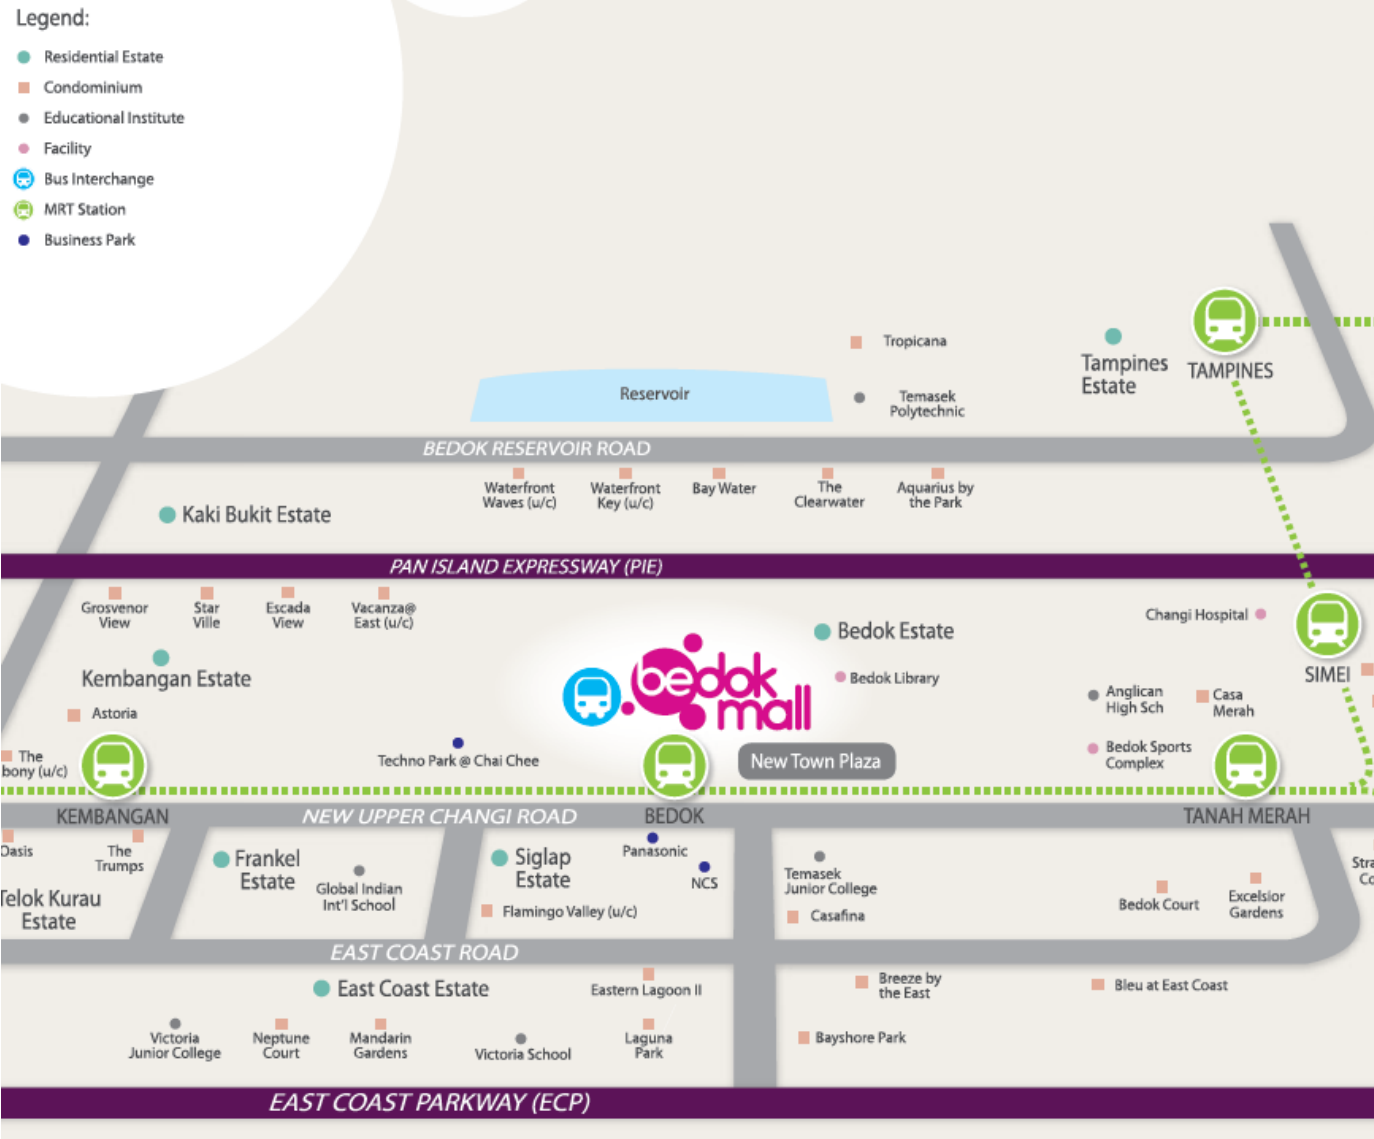 Legend:
Residential Estate
Condominium
Educational Institute
Facility
Bus Interchange
MRT Station
Business Park
Tropicana
Tampines
Estate
TAMPINES
Reservoir
Temasek
Polytechnic
BEDOK RESERVOIR ROAD
Waterfront
Waves (u/c)
Waterfront
Key (u/c)
Bay Water
The
Clearwater
Aquarius by
the Park
Kaki Bukit Estate
PAN ISLAND EXPRESSWAY (PIE)
Grosvenor
View
Star
Ville
Escada
View
Vacanza@
East (u/c)
Changi Hospital
Bedok Estate
Kembangan Estate
bedok
mall
Bedok Library
SIMEI
Anglican
High Sch
Casa
Merah
Astoria
The
bony (u/c)
Techno Park @ Chai Chee
New Town Plaza
Bedok Sports
Complex
KEMBANGAN
NEW UPPER CHANGI ROAD
BEDOK
TANAH MERAH
Oasis
The
Trumps
Frankel
Estate
Global Indian
Int'l School
Siglap
Estate
Panasonic
NCS
Temasek
Junior College
Stra
Co
Telok Kurau
Estate
Flamingo Valley (u/c)
Casafina
Bedok Court
Excelsior
Gardens
EAST COAST ROAD
East Coast Estate
Eastern Lagoon II
Breeze by
the East
Bleu at East Coast
Victoria
Junior College
Neptune
Court
Mandarin
Gardens
Victoria School
Laguna
Park
Bayshore Park
EAST COAST PARKWAY (ECP)